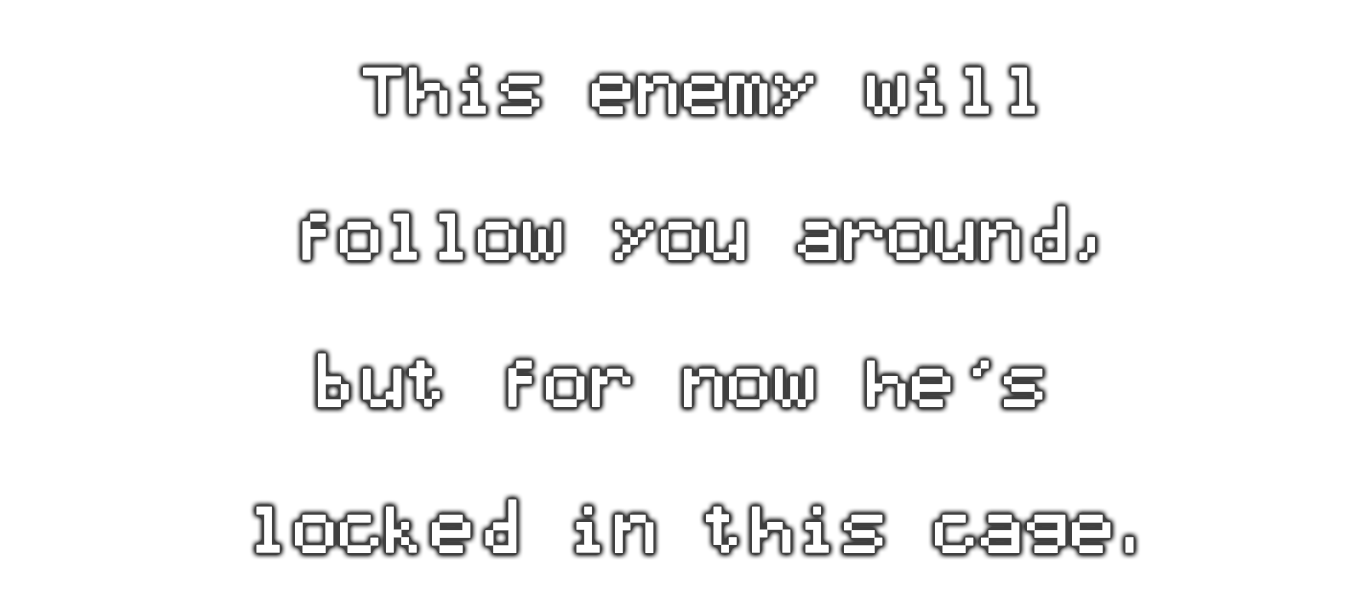 This enemy will
follow you around,
but for now he's
locked in this cage.